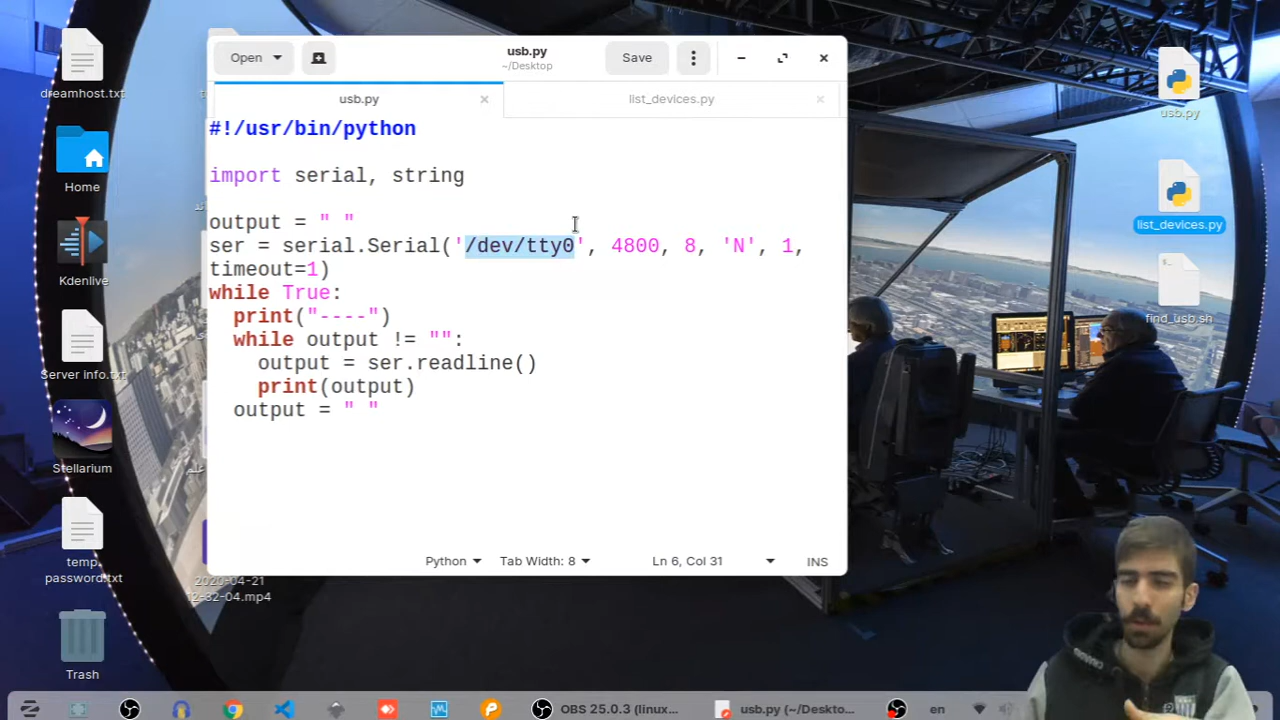 usb.py
~/Desktop
Open
Save
usb.py
list_devices.py
#!/usr/bin/python
import serial, string
output = " "
ser = serial.Serial('/dev/tty0', 4800, 8, 'N', 1,
timeout=1)
while True:
print("----")
while output != "":
output = ser.readline()
print(output)
output = " "
Python
Tab Width: 8
Ln 6, Col 31
INS
dreamhost.txt
Home
Kdenlive
Server info.txt
Stellarium
temp
password.txt
Trash
2020-04-21
12-32-04.mp4
usb.py
list_devices.py
find_usb.sh
OBS 25.0.3 (linux...
usb.py (~/Deskto...
en